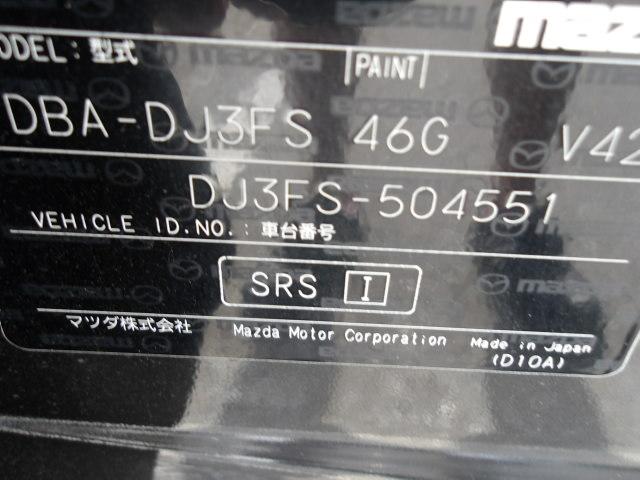 mazda
MODEL: 型式 PAINT
DBA-DJ3FS 46G V42
DJ3FS-504551
VEHICLE ID.NO.: 車台番号
SRS I
マツダ株式会社 Mazda Motor Corporation Made in Japan
(D10A)